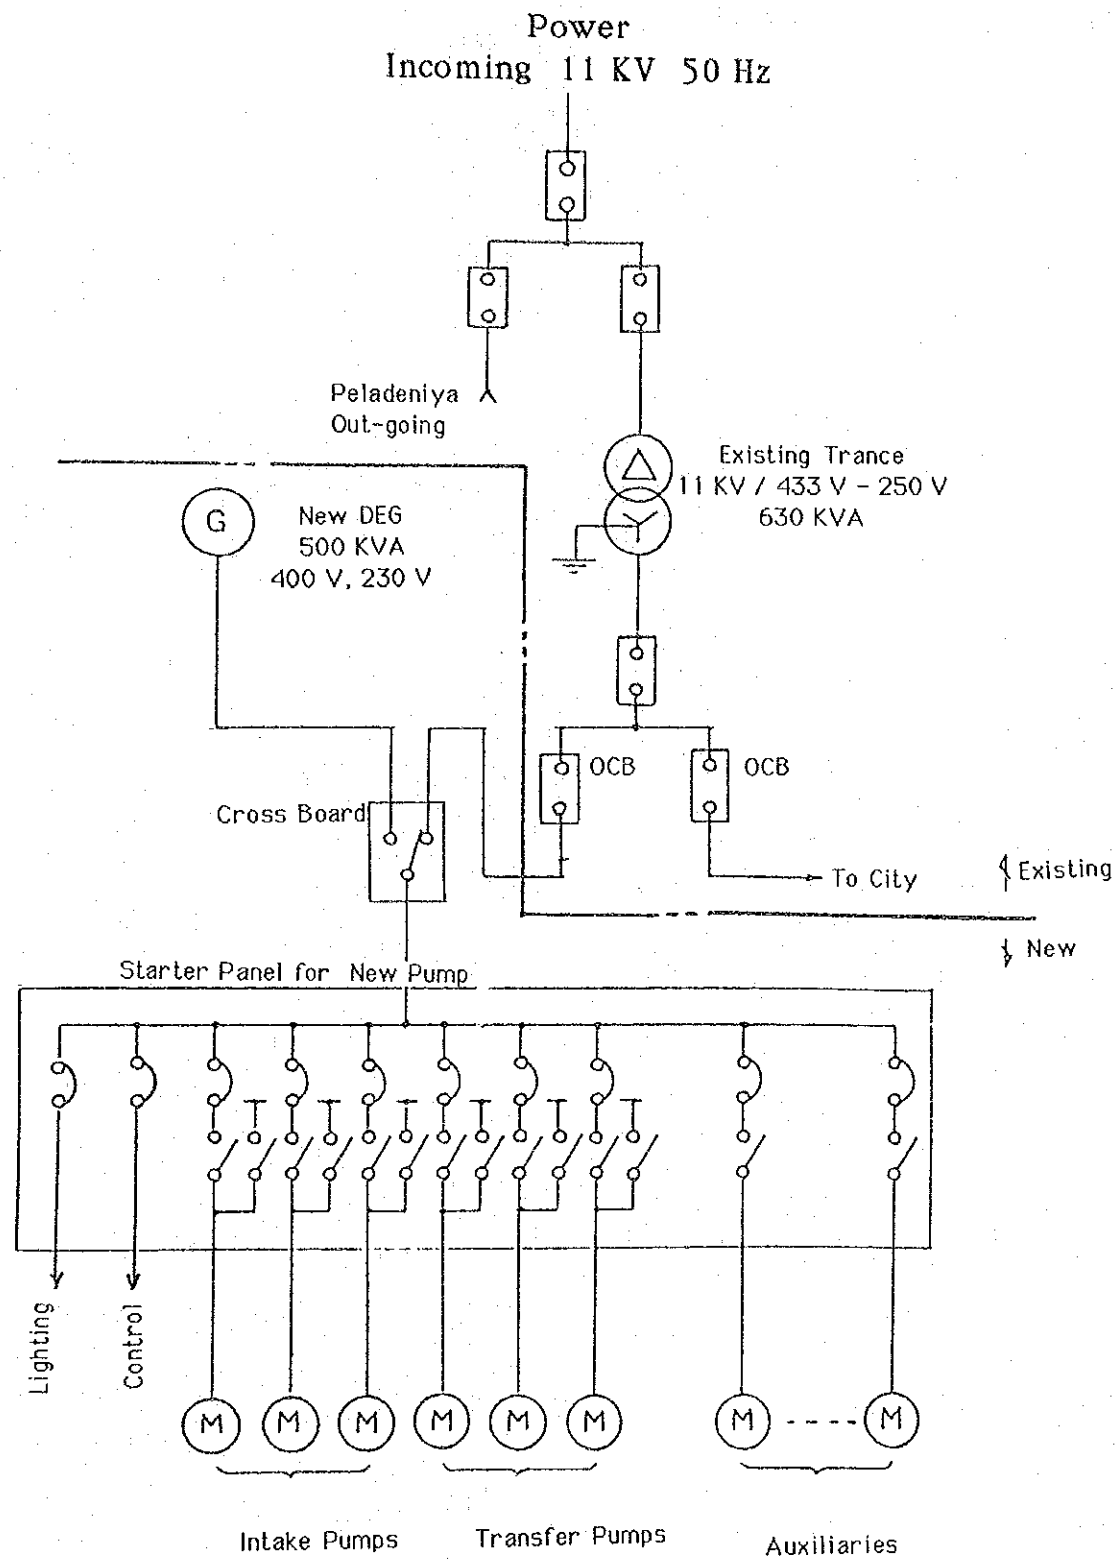 Power
Incoming 11 KV 50 Hz
Peladeniya
Out-going
Existing Trance
11 KV / 433 V - 250 V
630 KVA
G
New DEG
500 KVA
400 V, 230 V
OCB
OCB
Cross Board
To City
Existing
New
Starter Panel for New Pump
Lighting
Control
M
M
M
M
M
M
M
M
Intake Pumps
Transfer Pumps
Auxiliaries